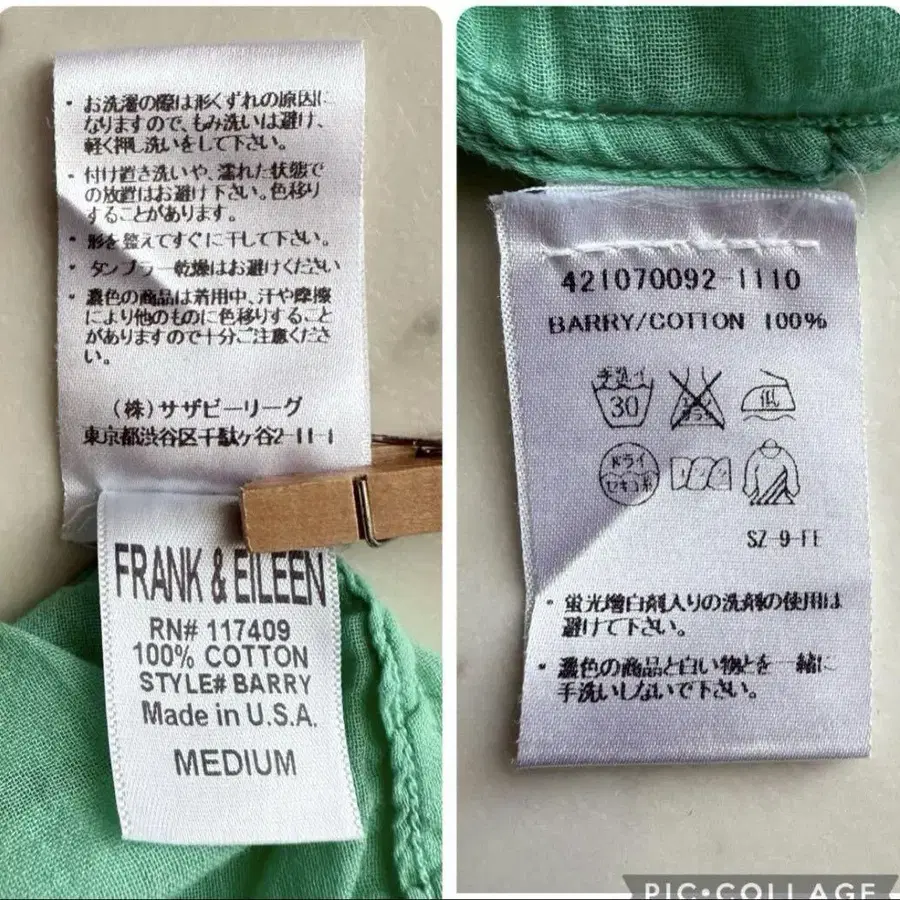 ・お洗濯の際は形くずれの原因に
なりますので、もみ洗いは避け、
軽く押し洗いをして下さい。
・付け置き洗いや、濡れた状態で
の放置はお避け下さい。色移り
することがあります。
・形を整えてすぐに干して下さい。
・タンブラー乾燥はお避けください
・濃色の商品は着用中、汗や摩擦
により他のものに色移りすること
がありますので十分ご注意くださ
い。
(株)サザビーリーグ
東京都渋谷区千駄ヶ谷2-11-1
FRANK & EILEEN
RN# 117409
100% COTTON
STYLE# BARRY
Made in U.S.A.
MEDIUM
421070092-1110
BARRY/COTTON 100%
手洗イ
30
低
ドライ
セキユ系
SZ-9-FE
・蛍光増白剤入りの洗剤の使用は
避けて下さい。
・濃色の商品と白い物とを一緒に
手洗いしないで下さい。
PIC•COLLAGE